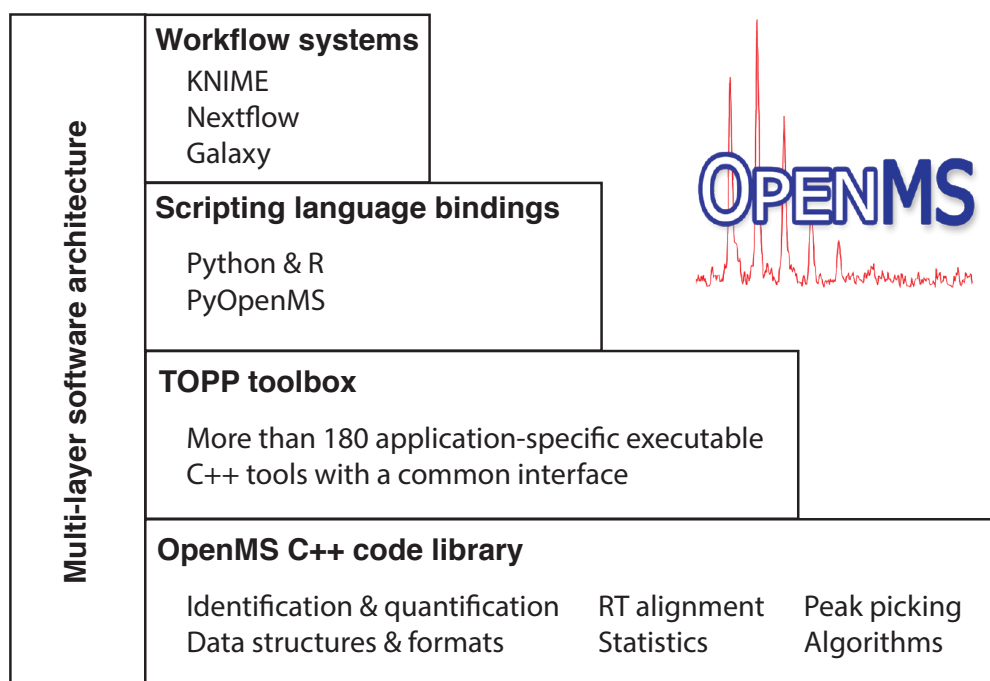 Multi-layer software architecture
Workflow systems
KNIME
Nextflow
Galaxy
OPENMS
Scripting language bindings
Python & R
PyOpenMS
TOPP toolbox
More than 180 application-specific executable
C++ tools with a common interface
OpenMS C++ code library
Identification & quantification RT alignment Peak picking
Data structures & formats Statistics Algorithms